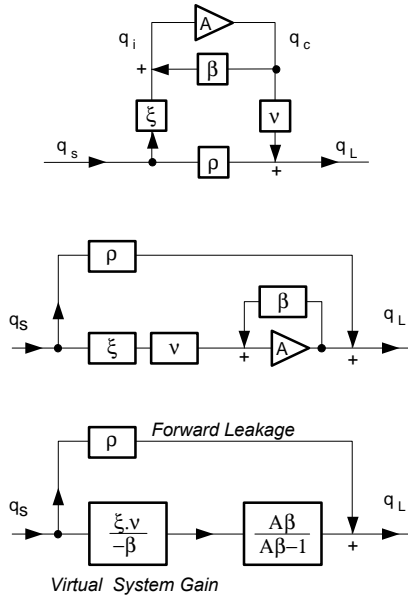 A
q i
q c
+
β
ξ
ν
q s
ρ
q L
+
ρ
β
q S
ξ
ν
+
A
+
q L
ρ
Forward Leakage
q S
ξ.ν
−β
Aβ
Aβ−1
q L
+
Virtual System Gain